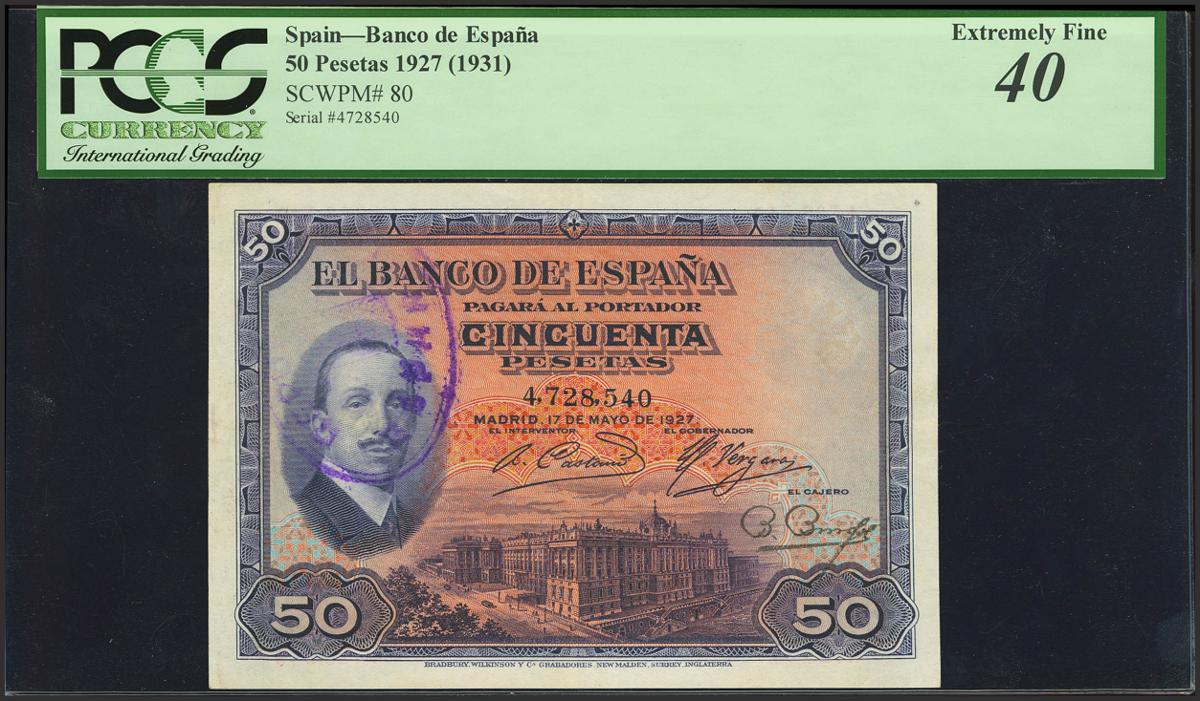 PCGS
CURRENCY
International Grading
Spain—Banco de España
50 Pesetas 1927 (1931)
SCWPM# 80
Serial #4728540
Extremely Fine
40
50
50
EL BANCO DE ESPAÑA
PAGARÁ AL PORTADOR
CINCUENTA
PESETAS
4,728,540
MADRID, 17 DE MAYO DE 1927
EL INTERVENTOR
EL GOBERNADOR
Vergara
EL CAJERO
50
50
BRADBURY, WILKINSON Y Cª GRABADORES, NEW MALDEN, SURREY, INGLATERRA